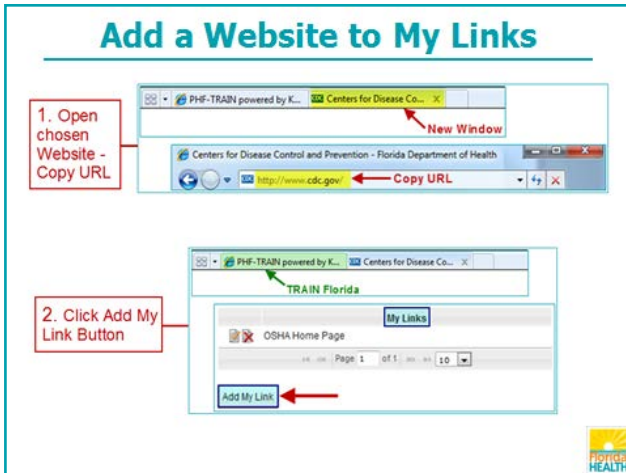 Add a Website to My Links
1. Open
chosen
Website -
Copy URL
PHF-TRAIN powered by K...
Centers for Disease Co... X
New Window
Centers for Disease Control and Prevention - Florida Department of Health
http://www.cdc.gov/
Copy URL
2. Click Add My
Link Button
PHF-TRAIN powered by K...
Centers for Disease Co... X
TRAIN Florida
My Links
OSHA Home Page
Page 1 of 1 10
Add My Link
Florida
HEALTH